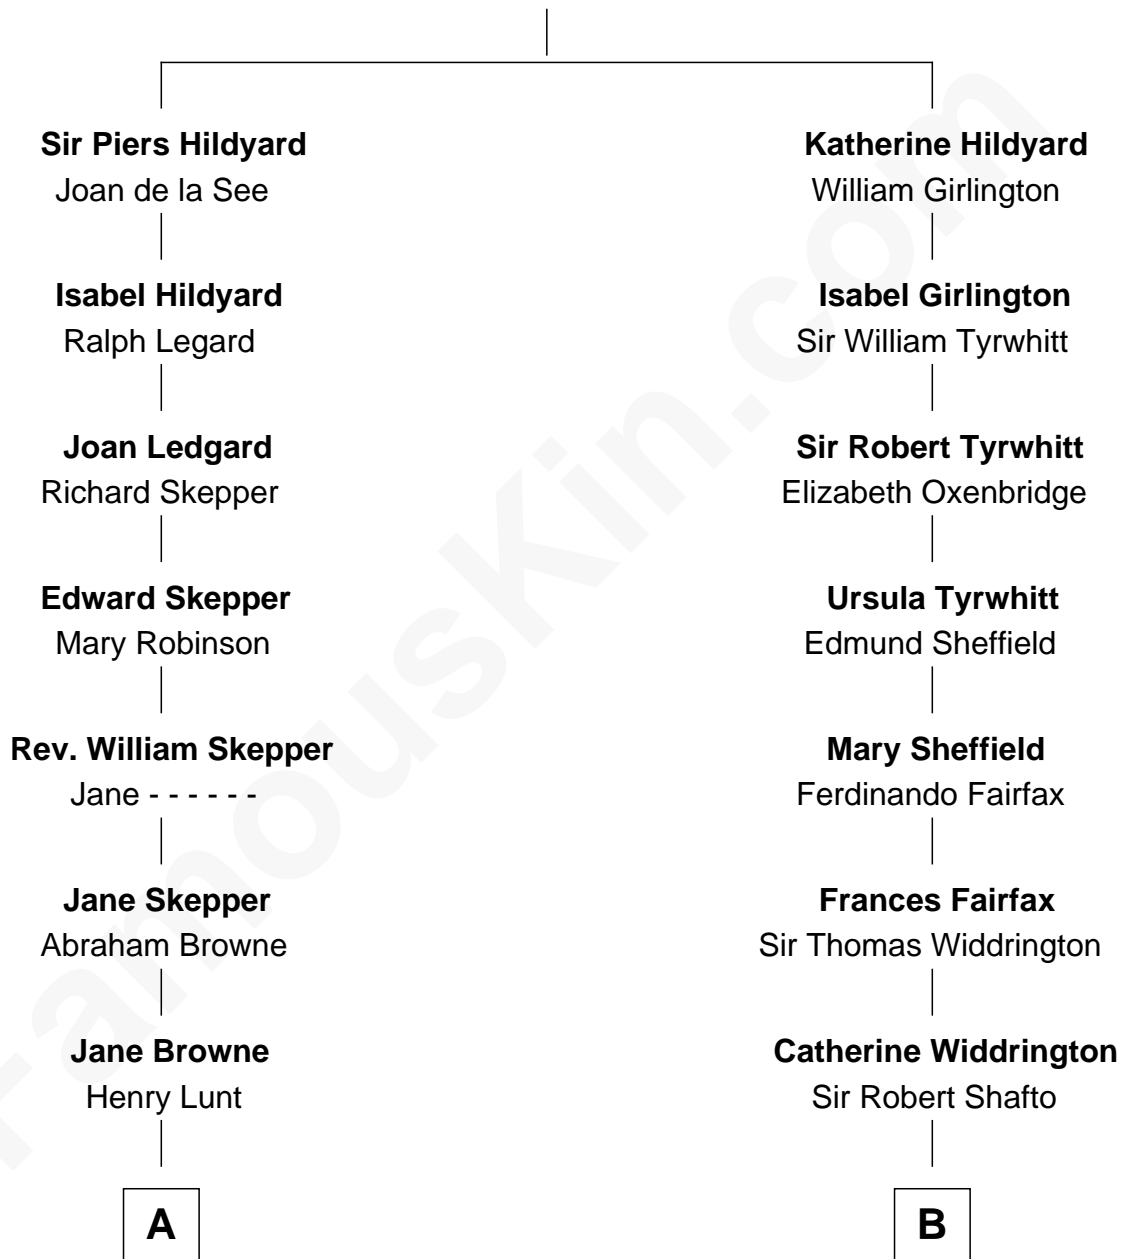 Sir Piers Hildyard
Joan de la See
Isabel Hildyard
Ralph Legard
Joan Ledgard
Richard Skepper
Edward Skepper
Mary Robinson
Rev. William Skepper
Jane - - - - - -
Jane Skepper
Abraham Browne
Jane Browne
Henry Lunt
A
Katherine Hildyard
William Girlington
Isabel Girlington
Sir William Tyrwhitt
Sir Robert Tyrwhitt
Elizabeth Oxenbridge
Ursula Tyrwhitt
Edmund Sheffield
Mary Sheffield
Ferdinando Fairfax
Frances Fairfax
Sir Thomas Widdrington
Catherine Widdrington
Sir Robert Shafto
B
FamousKin.com